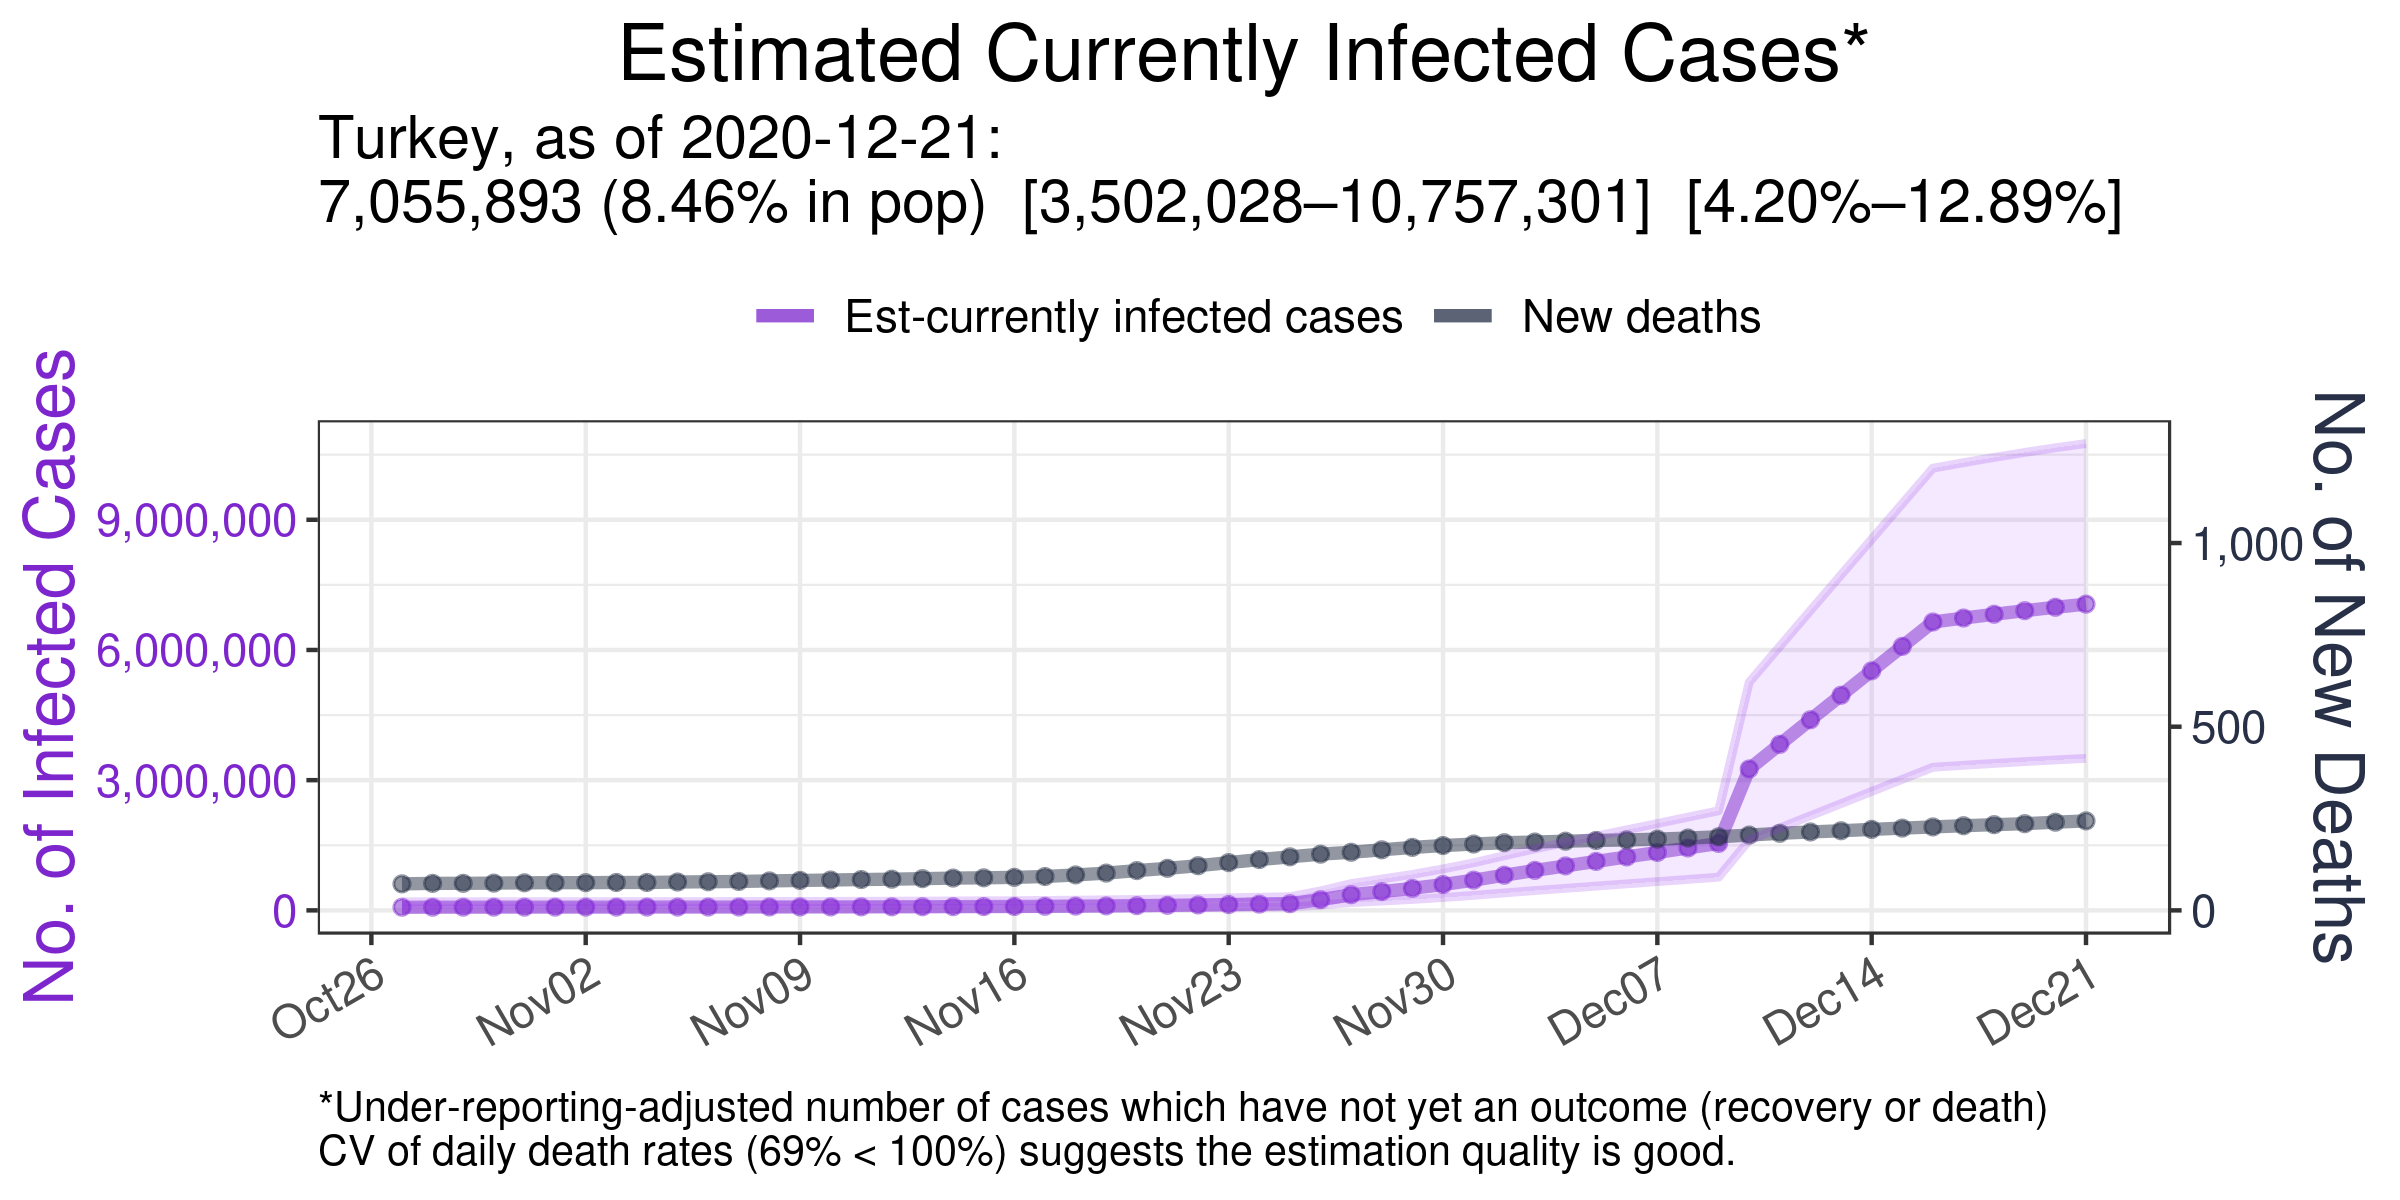 Estimated Currently Infected Cases*
Turkey, as of 2020-12-21:
7,055,893 (8.46% in pop) [3,502,028–10,757,301] [4.20%–12.89%]
Est-currently infected cases
New deaths
No. of Infected Cases
9,000,000
6,000,000
3,000,000
0
1,000
500
0
No. of New Deaths
Oct26
Nov02
Nov09
Nov16
Nov23
Nov30
Dec07
Dec14
Dec21
*Under-reporting-adjusted number of cases which have not yet an outcome (recovery or death)
CV of daily death rates (69% < 100%) suggests the estimation quality is good.